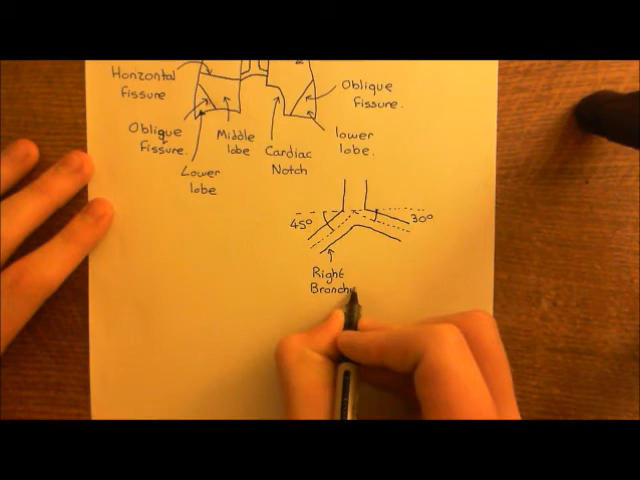 Horizontal
fissure
Oblique
Fissure.
Middle
lobe
Lower
lobe
Cardiac
Notch
Oblique
Fissure.
lower
lobe.
45°
30°
Right
Branch